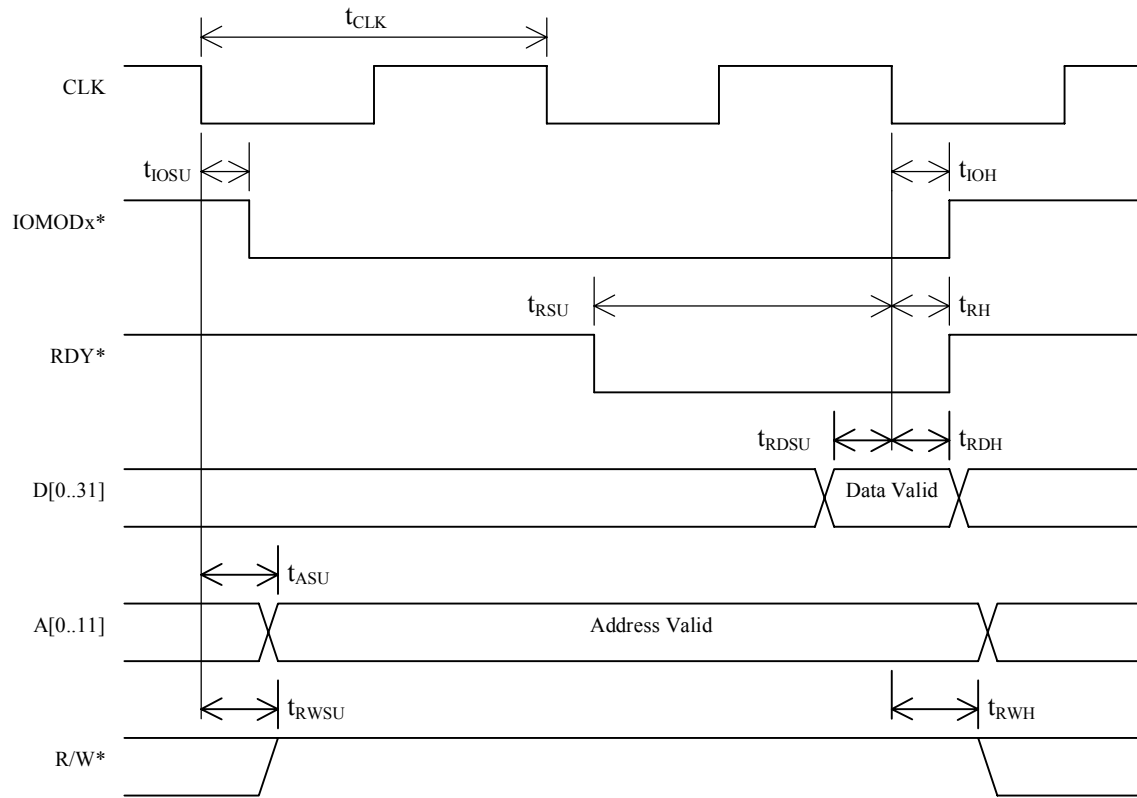 tCLK
CLK
tIOSU
tIOH
IOMODx*
tRSU
tRH
RDY*
tRDSU
tRDH
D[0..31]
Data Valid
tASU
A[0..11]
Address Valid
tRWSU
tRWH
R/W*